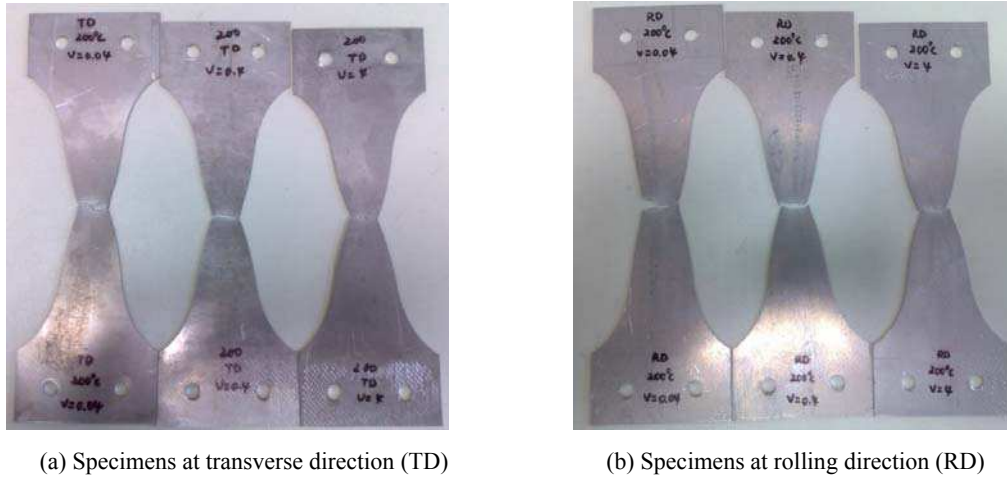 TD
200°C
V=0.04
200
TD
V=0.4
200
TD
V=4
TD
200°C
V=0.04
200
TD
V=0.4
200
TD
V=4
RD
200°C
V=0.04
RD
200°C
V=0.4
RD
200°C
V=4
RD
200°C
V=0.04
RD
200°C
V=0.4
RD
200°C
V=4
(a) Specimens at transverse direction (TD)
(b) Specimens at rolling direction (RD)